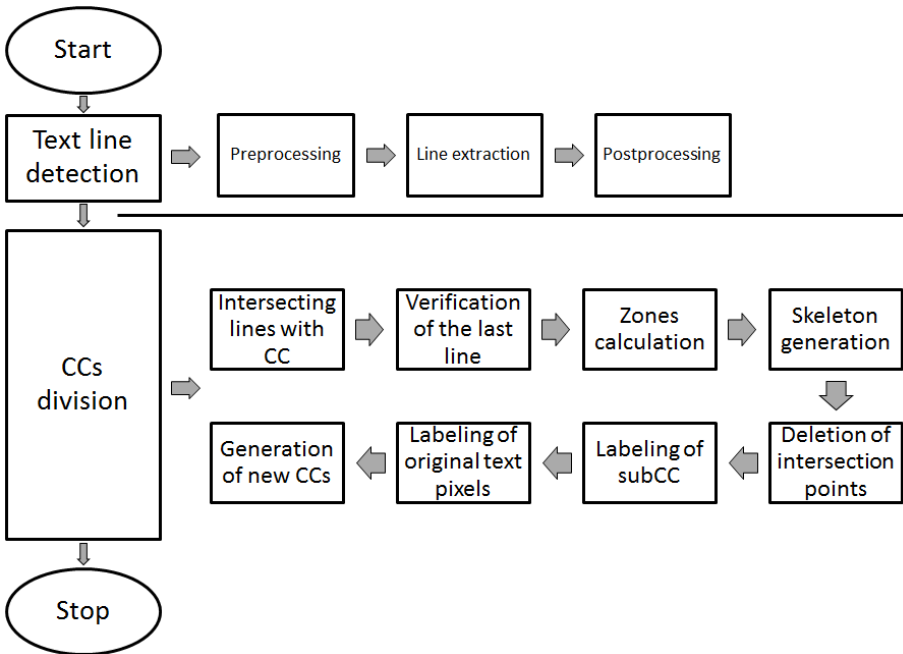 Start
Text line
detection
Preprocessing
Line extraction
Postprocessing
CCs
division
Intersecting
lines with
CC
Verification
of the last
line
Zones
calculation
Skeleton
generation
Deletion of
intersection
points
Labeling of
subCC
Labeling of
original text
pixels
Generation
of new CCs
Stop